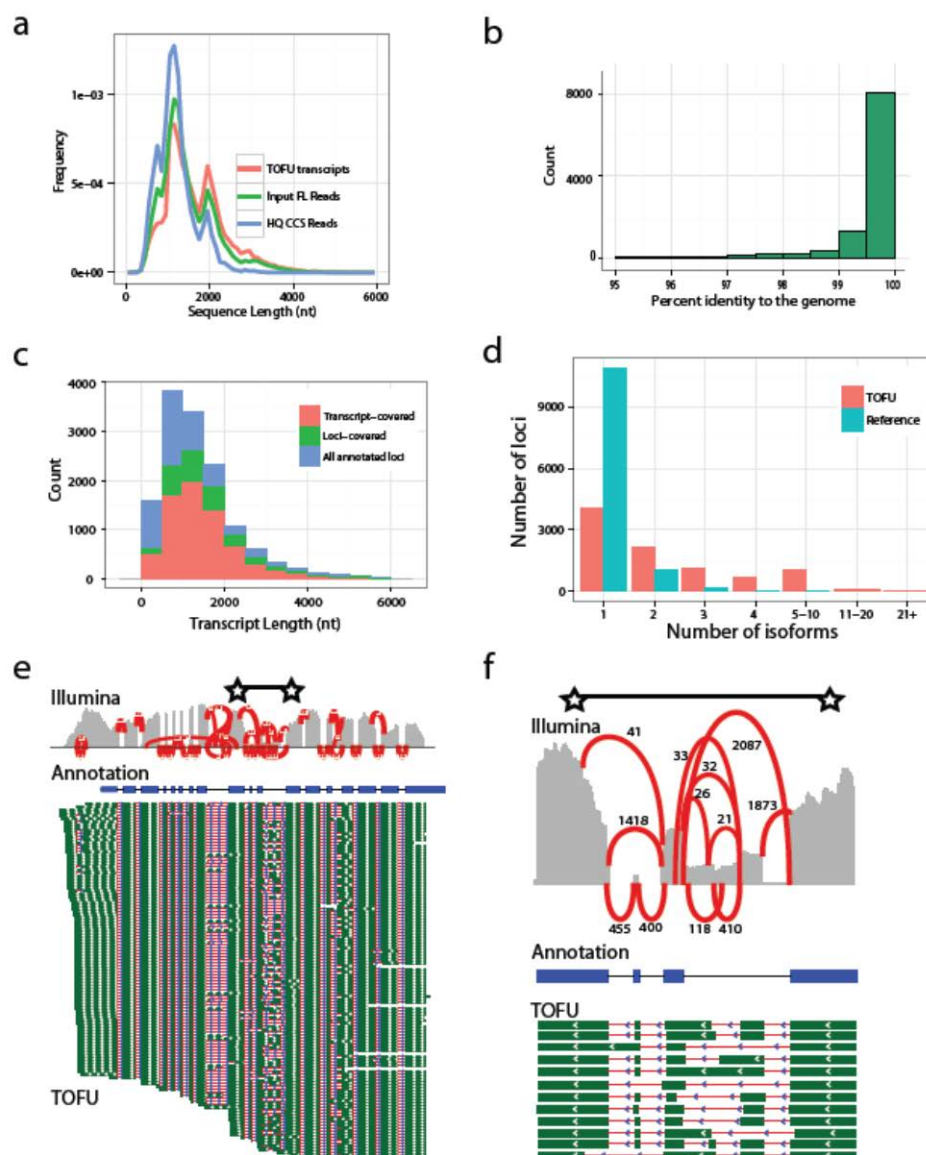 a
1e-03
5e-04
0e+00
Frequency
TOFU transcripts
Input FL Reads
HQ CCS Reads
0 2000 4000 6000
Sequence Length (nt)
b
8000
4000
0
Count
95 96 97 98 99 100
Percent identity to the genome
c
4000
3000
2000
1000
0
Count
Transcript-covered
Loci-covered
All annotated loci
0 2000 4000 6000
Transcript Length (nt)
d
9000
6000
3000
0
Number of loci
TOFU
Reference
1 2 3 4 5-10 11-20 21+
Number of isoforms
e
Illumina
Annotation
TOFU
f
Illumina
41
33
2087
32
26
1873
1418
21
455 400 118 410
Annotation
TOFU